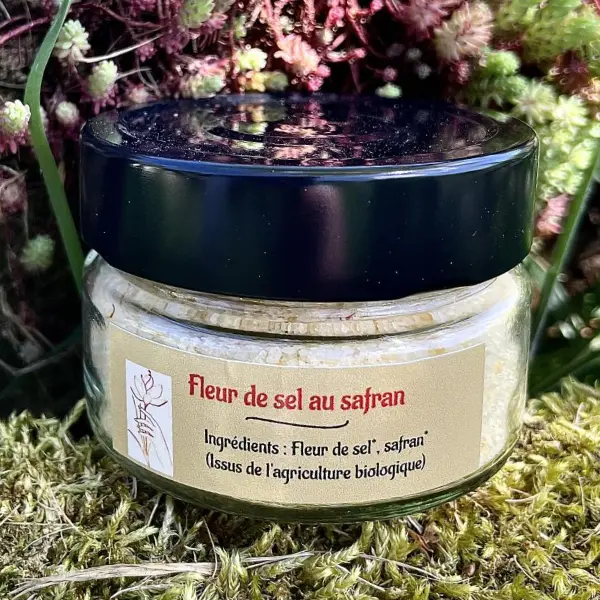 Fleur de sel au safran
Ingrédients : Fleur de sel*, safran*
(Issus de l'agriculture biologique)